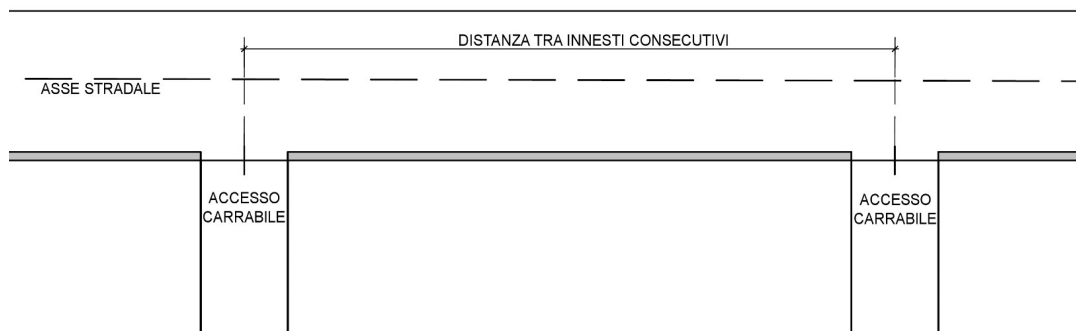 DISTANZA TRA INNESTI CONSECUTIVI
ASSE STRADALE
ACCESSO
CARRABILE
ACCESSO
CARRABILE